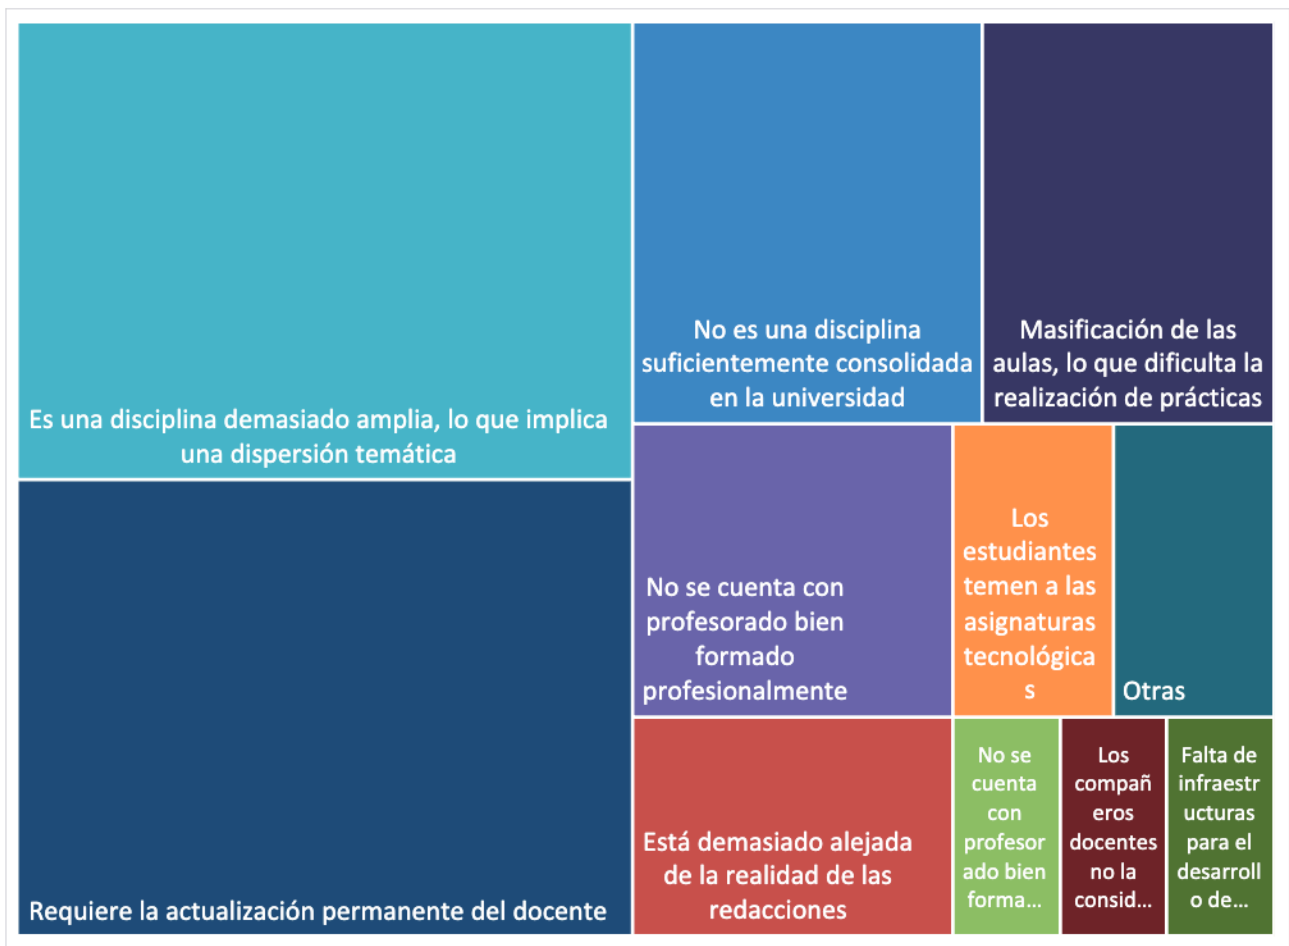 Es una disciplina demasiado amplia, lo que implica
una dispersión temática
Requiere la actualización permanente del docente
No es una disciplina
suficientemente consolidada
en la universidad
Masificación de las
aulas, lo que dificulta la
realización de prácticas
No se cuenta con
profesorado bien
formado
profesionalmente
Los
estudiantes
temen a las
asignaturas
tecnológica
s
Otras
Está demasiado alejada
de la realidad de las
redacciones
No se
cuenta
con
profesor
ado bien
forma...
Los
compañ
eros
docentes
no la
consid...
Falta de
infraestr
ucturas
para el
desarroll
o de...